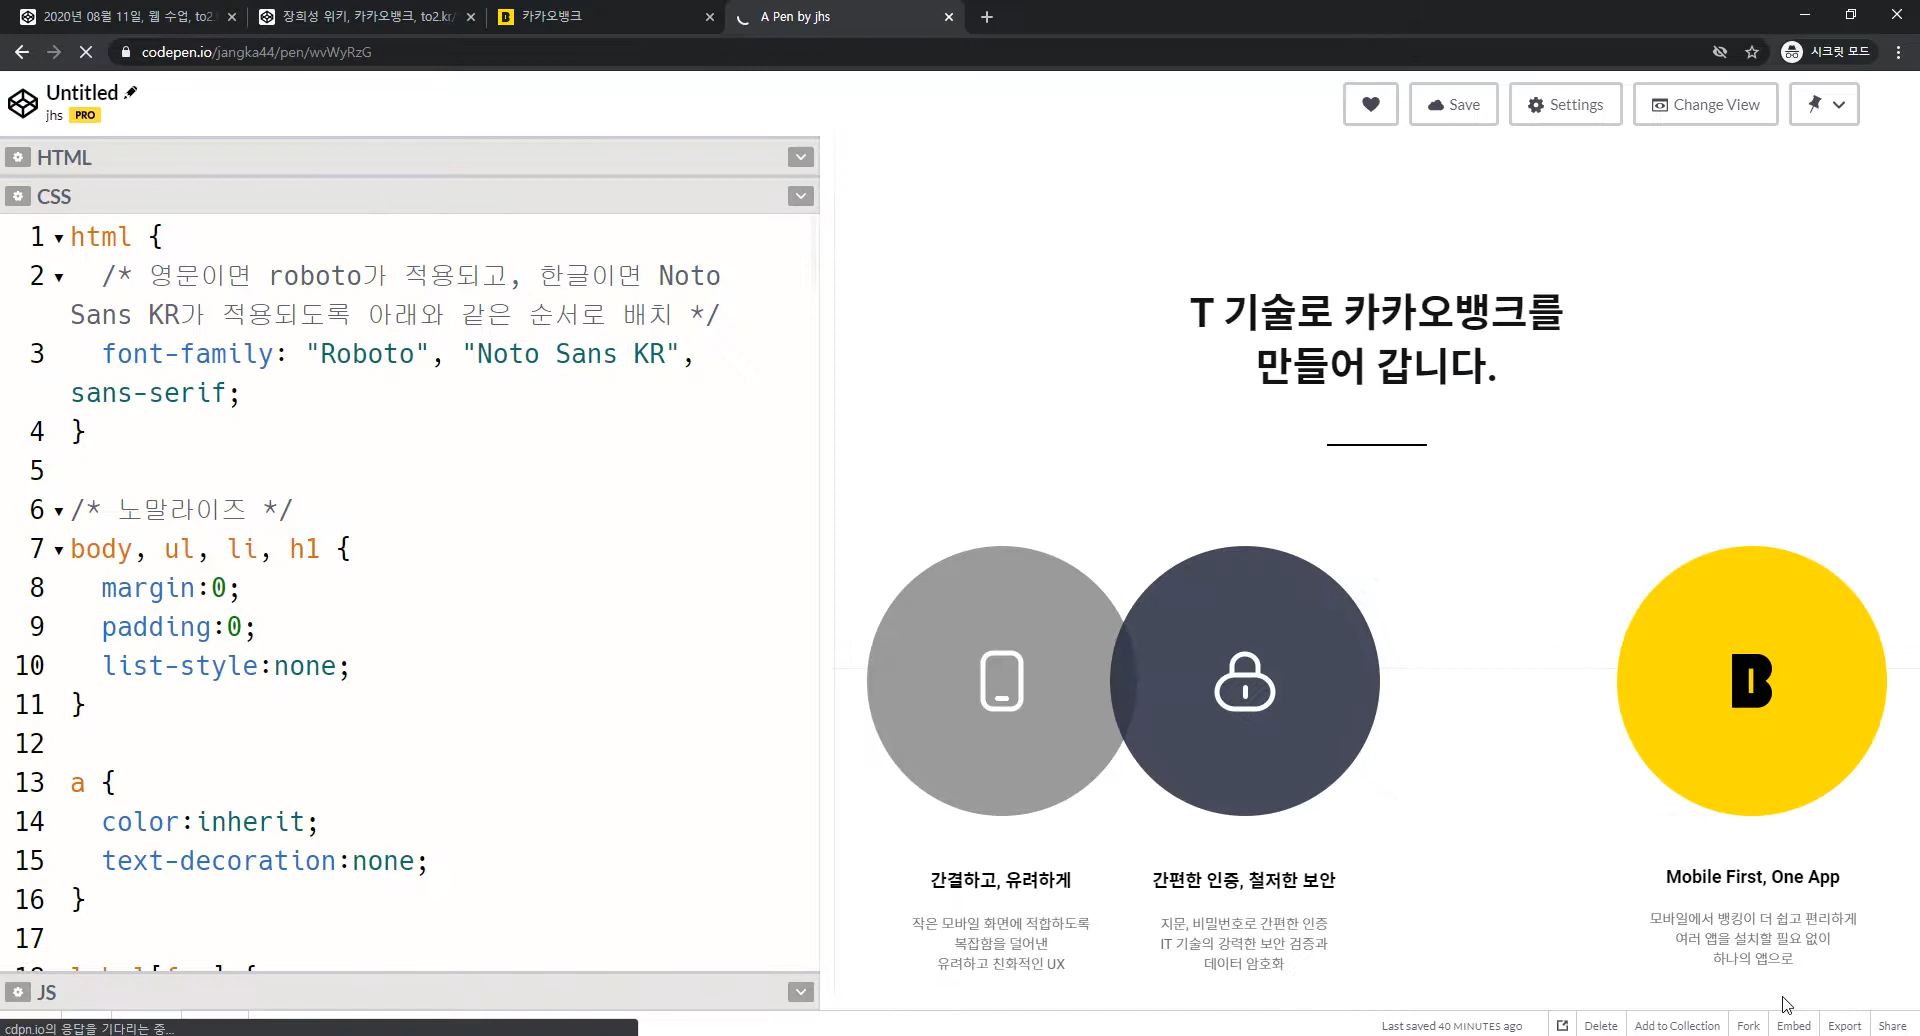 2020년 08월 11일, 웹 수업, to2.
장희성 위키, 카카오뱅크, to2.kr/
카카오뱅크
A Pen by jhs
codepen.io/jangka44/pen/wvWyRzG
시크릿 모드
Untitled
jhs PRO
Save
Settings
Change View
HTML
CSS
1 html {
2 /* 영문이면 roboto가 적용되고, 한글이면 Noto
Sans KR가 적용되도록 아래와 같은 순서로 배치 */
3 font-family: "Roboto", "Noto Sans KR",
sans-serif;
4 }
5
6 /* 노말라이즈 */
7 body, ul, li, h1 {
8 margin:0;
9 padding:0;
10 list-style:none;
11 }
12
13 a {
14 color:inherit;
15 text-decoration:none;
16 }
17
JS
cdpn.io의 응답을 기다리는 중...
T 기술로 카카오뱅크를
만들어 갑니다.
B
간결하고, 유려하게
작은 모바일 화면에 적합하도록
복잡함을 덜어낸
유려하고 친화적인 UX
간편한 인증, 철저한 보안
지문, 비밀번호로 간편한 인증
IT 기술의 강력한 보안 검증과
데이터 암호화
Mobile First, One App
모바일에서 뱅킹이 더 쉽고 편리하게
여러 앱을 설치할 필요 없이
하나의 앱으로
Last saved 40 MINUTES ago
Delete
Add to Collection
Fork
Embed
Export
Share